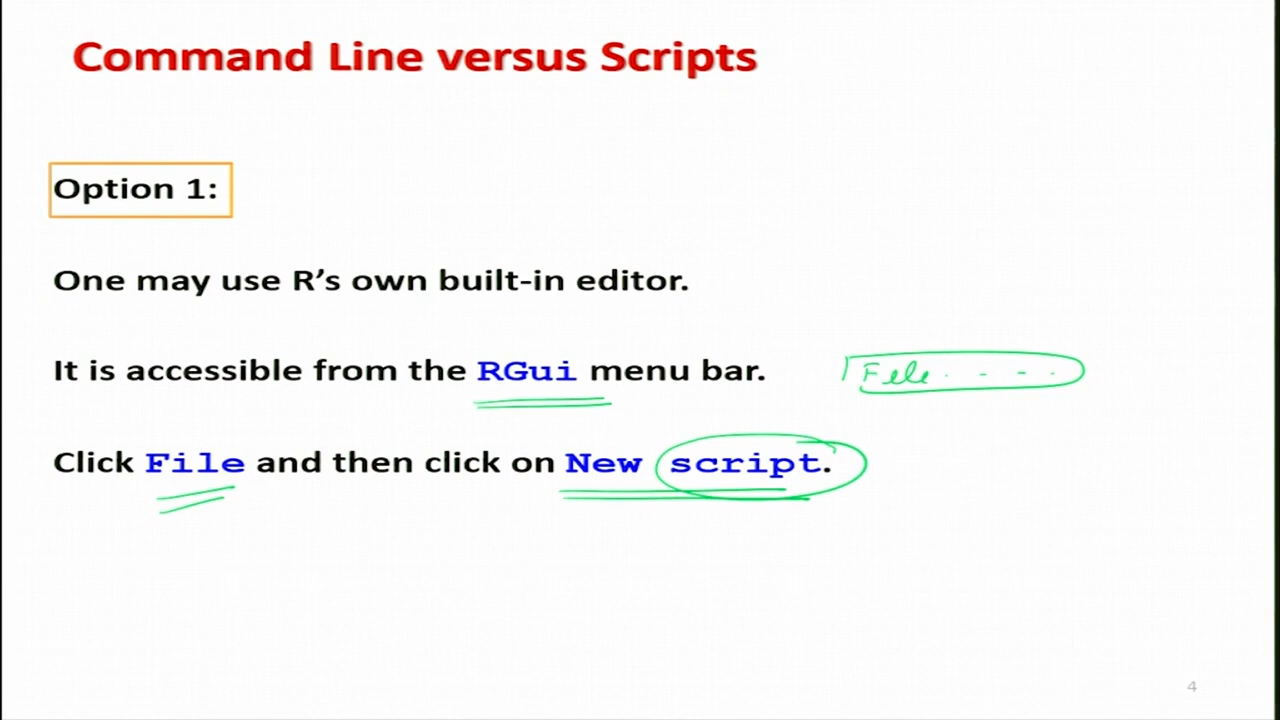 Command Line versus Scripts
Option 1:
One may use R’s own built-in editor.
It is accessible from the RGui menu bar. File . . . .
Click File and then click on New script.
4